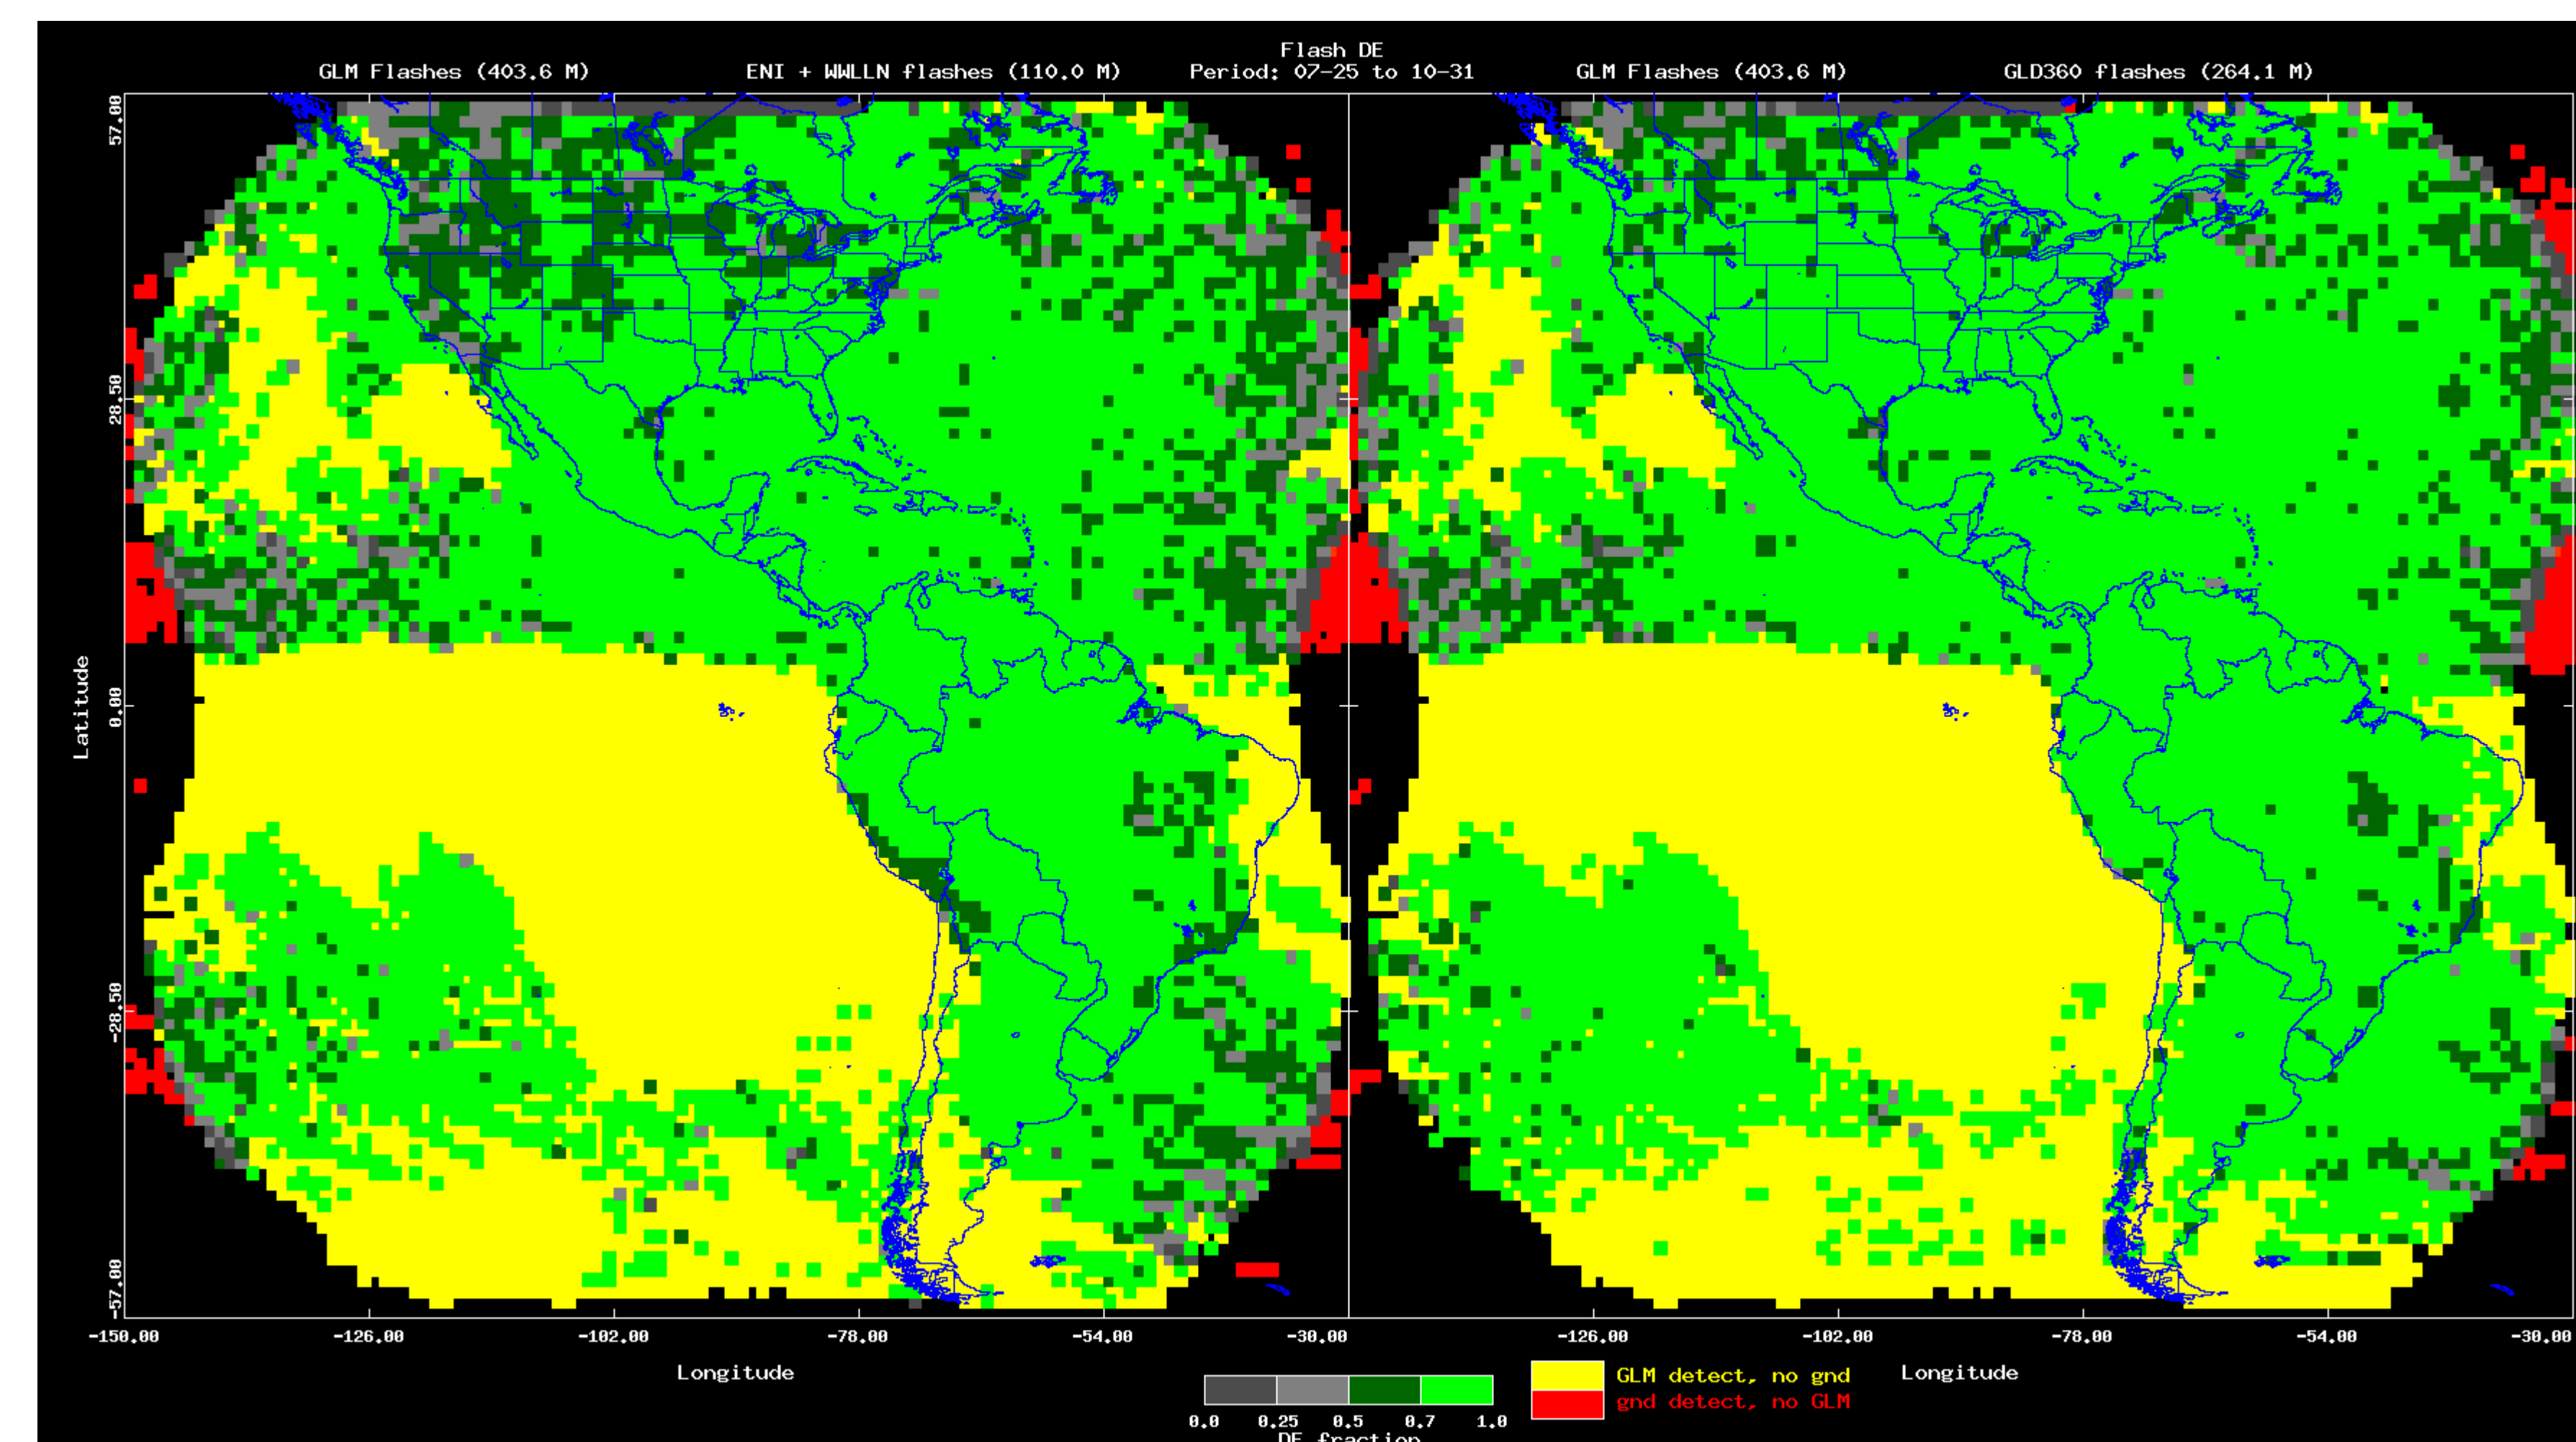 Flash DE
GLM Flashes (403.6 M) ENI + WWLLN flashes (110.0 M) Period: 07-25 to 10-31 GLM Flashes (403.6 M) GLD360 flashes (264.1 M)
57.00
28.50
0.00
-28.50
-57.00
Latitude
-150.00 -126.00 -102.00 -78.00 -54.00 -30.00 -126.00 -102.00 -78.00 -54.00 -30.00
Longitude Longitude
GLM detect, no gnd
gnd detect, no GLM
0.0 0.25 0.5 0.7 1.0
DE fraction